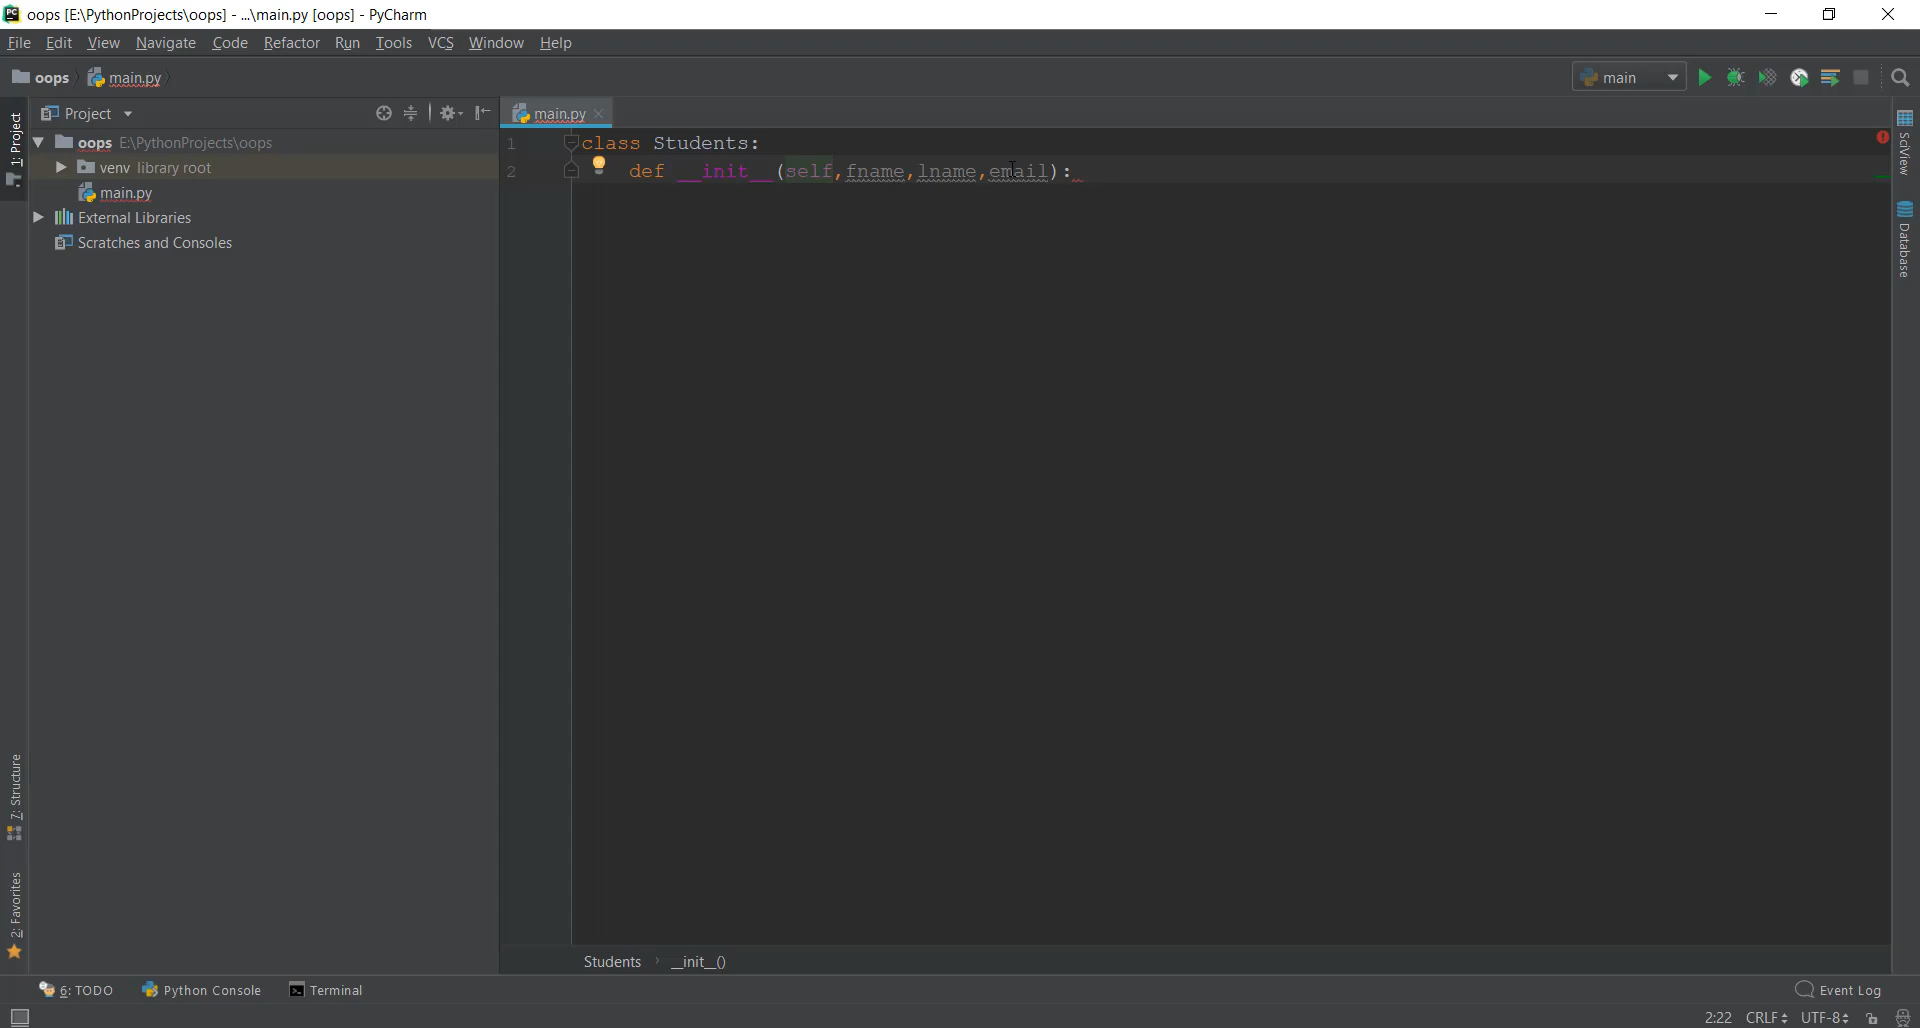 oops [E:\PythonProjects\oops] - ...\main.py [oops] - PyCharm
File Edit View Navigate Code Refactor Run Tools VCS Window Help
oops main.py main
1: Project
Project
main.py
oops E:\PythonProjects\oops
venv library root
main.py
External Libraries
Scratches and Consoles
1 class Students:
2 def __init__(self,fname,lname,email):
SciView
Database
7: Structure
2: Favorites
Students › __init__()
6: TODO Python Console Terminal Event Log
2:22 CRLF UTF-8